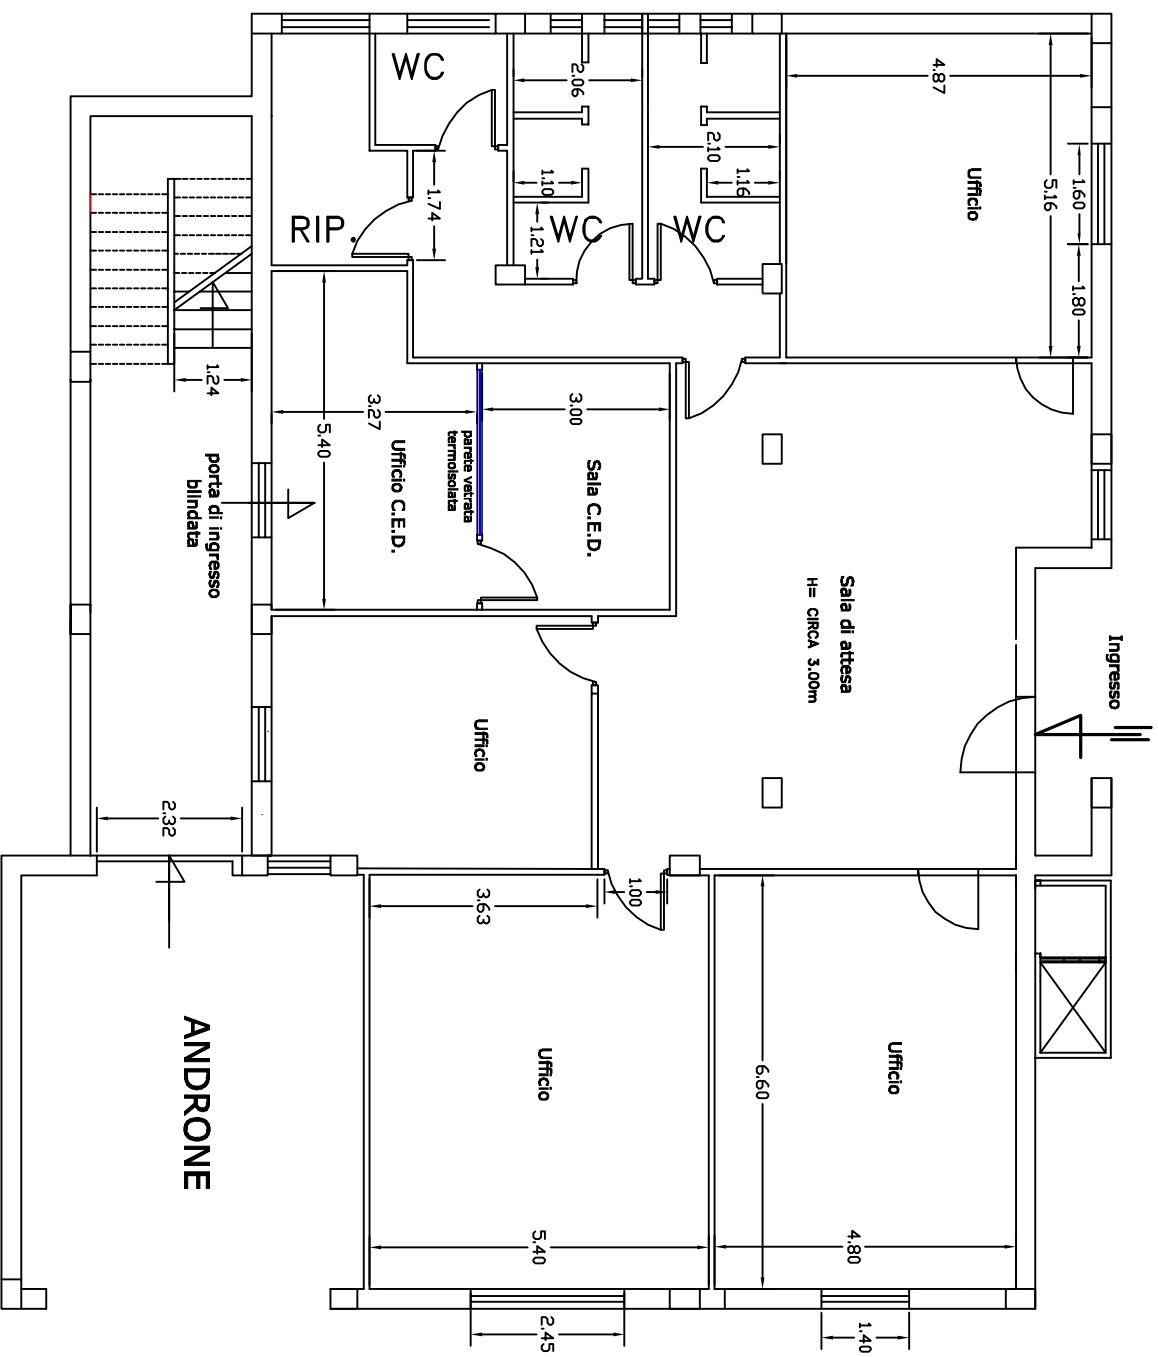 WC
2.06
2.10
1.10
1.16
WC
WC
1.21
1.74
RIP.
4.87
5.16
1.60
1.80
Ufficio
1.24
3.27
5.40
3.00
Ufficio C.E.D.
parete vetrata
termoisolata
Sala C.E.D.
porta di ingresso
blindata
Sala di attesa
H= CIRCA 3.00m
Ingresso
Ufficio
2.32
3.63
1.00
6.60
ANDRONE
Ufficio
Ufficio
5.40
4.80
2.45
1.40